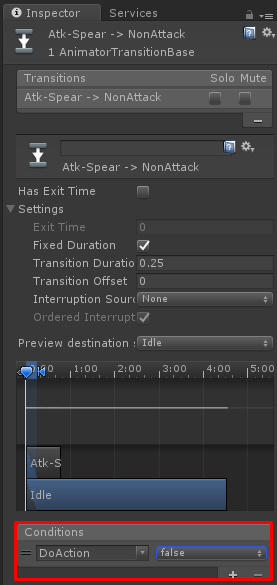 Inspector
Services
Atk-Spear -> NonAttack
1 AnimatorTransitionBase
Transitions Solo Mute
Atk-Spear -> NonAttack
Atk-Spear -> NonAttack
Has Exit Time
Settings
Exit Time 0
Fixed Duration
Transition Duratio 0.25
Transition Offset 0
Interruption Sour None
Ordered Interrupt
Preview destination s Idle
0:00 1:00 2:00 3:00 4:00 5:00
Atk-S
Idle
Conditions
DoAction false